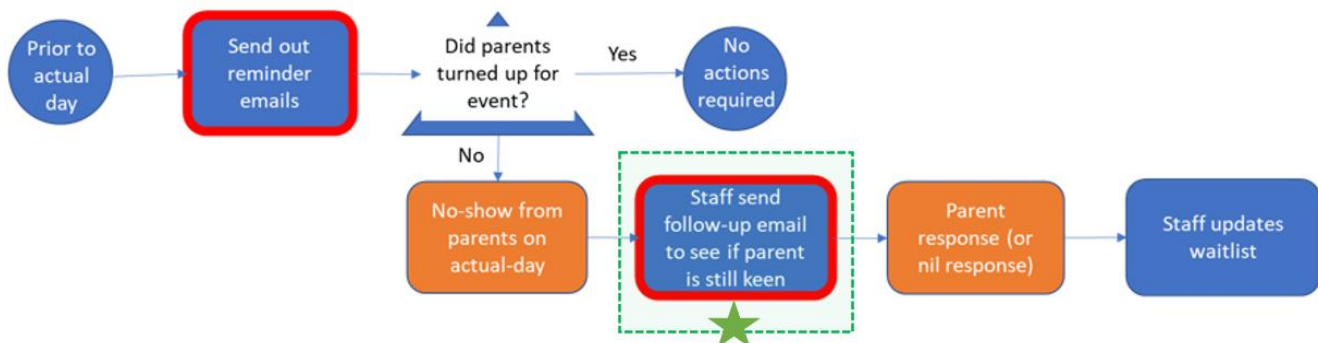 Prior to
actual
day
Send out
reminder
emails
Did parents
turned up for
event?
Yes
No
actions
required
No
No-show from
parents on
actual-day
Staff send
follow-up email
to see if parent
is still keen
Parent
response (or
nil response)
Staff updates
waitlist